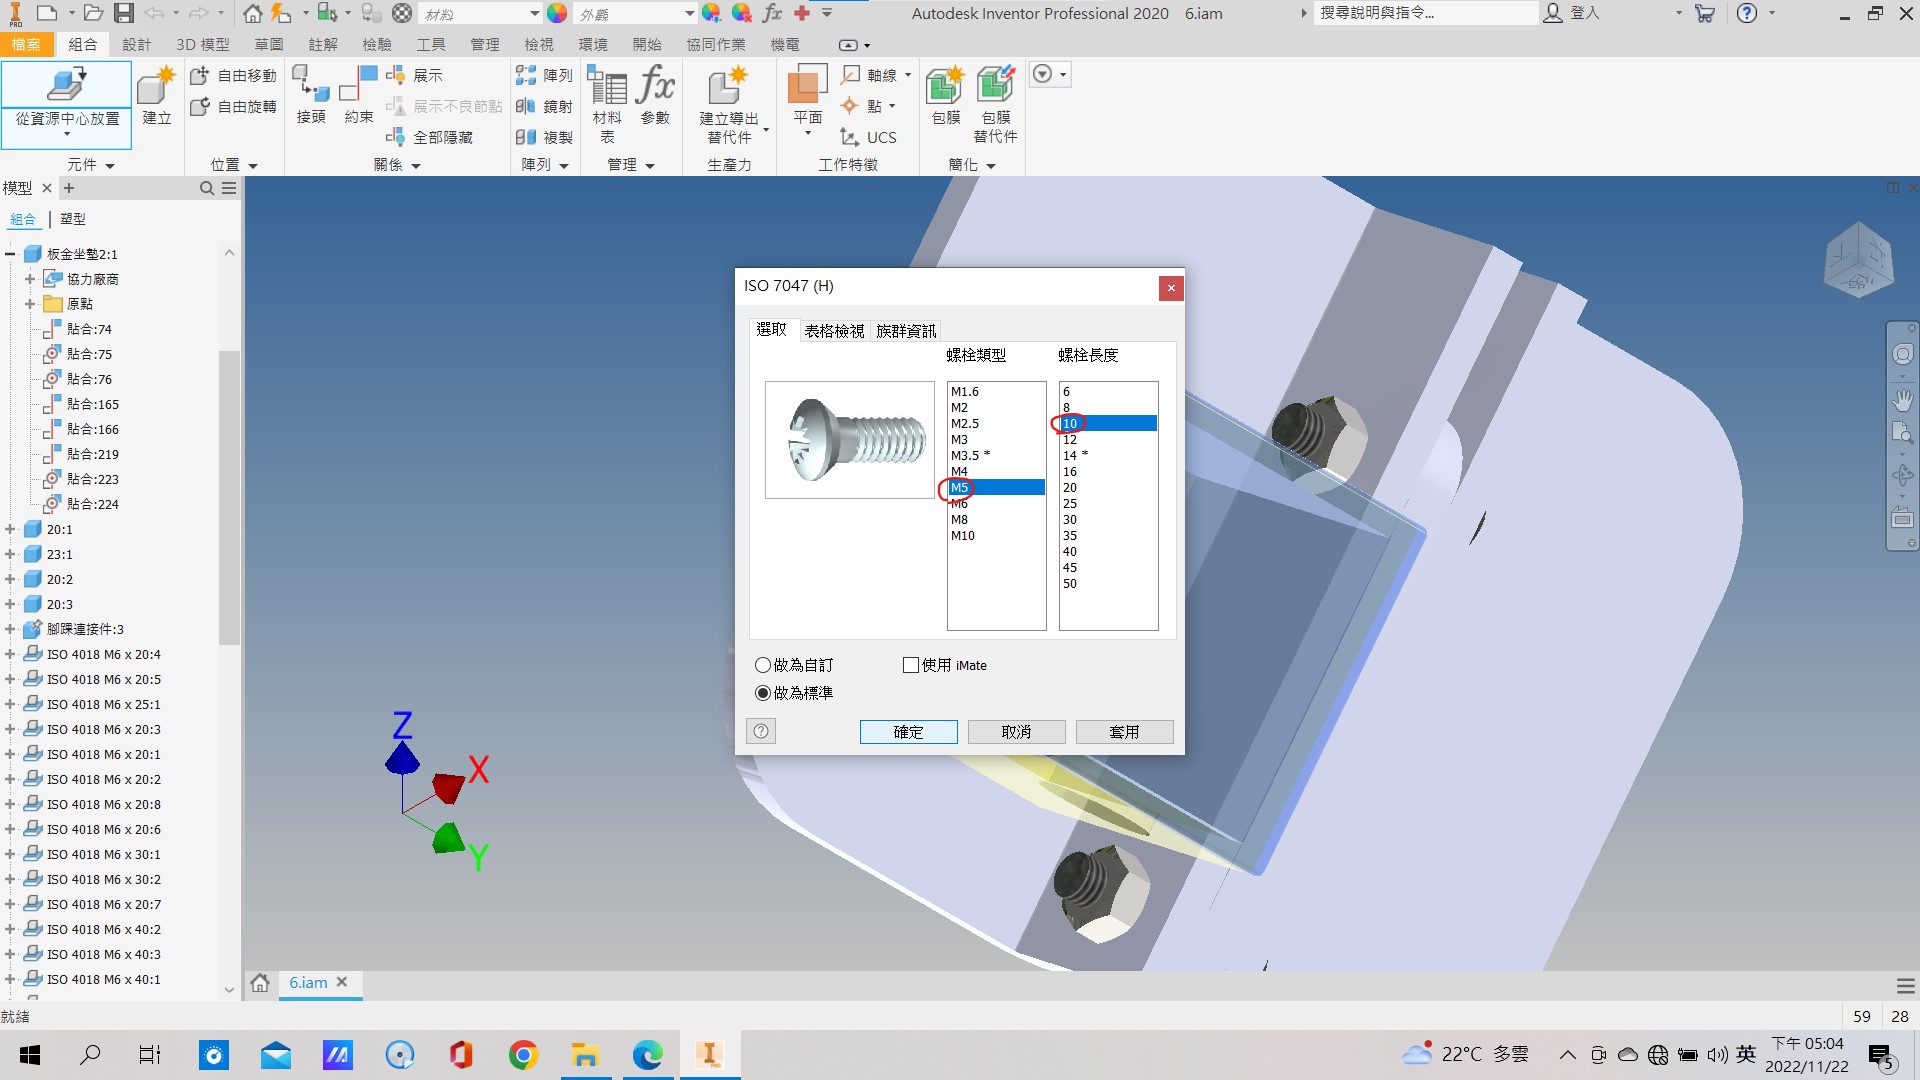 材料
外觀
fx
Autodesk Inventor Professional 2020 6.iam
搜尋說明與指令...
登入
PRO
檔案 組合 設計 3D 模型 草圖 註解 檢驗 工具 管理 檢視 環境 開始 協同作業 機電
從資源中心放置
建立
自由移動
自由旋轉
接頭
約束
展示
展示不良節點
全部隱藏
陣列
鏡射
複製
材料表
fx
參數
建立導出替代件
平面
軸線
點
UCS
包膜
包膜替代件
元件 位置 關係 陣列 管理 生產力 工作特徵 簡化
模型
組合 | 塑型
板金坐墊2:1
協力廠商
原點
貼合:74
貼合:75
貼合:76
貼合:165
貼合:166
貼合:219
貼合:223
貼合:224
20:1
23:1
20:2
20:3
腳踝連接件:3
ISO 4018 M6 x 20:4
ISO 4018 M6 x 20:5
ISO 4018 M6 x 25:1
ISO 4018 M6 x 20:3
ISO 4018 M6 x 20:1
ISO 4018 M6 x 20:2
ISO 4018 M6 x 20:8
ISO 4018 M6 x 20:6
ISO 4018 M6 x 30:1
ISO 4018 M6 x 30:2
ISO 4018 M6 x 20:7
ISO 4018 M6 x 40:2
ISO 4018 M6 x 40:3
ISO 4018 M6 x 40:1
Z
X
Y
ISO 7047 (H)
選取 表格檢視 族群資訊
螺栓類型
M1.6
M2
M2.5
M3
M3.5 *
M4
M5
M6
M8
M10
螺栓長度
6
8
10
12
14 *
16
20
25
30
35
40
45
50
做為自訂
使用 iMate
做為標準
確定 取消 套用
6.iam
就緒
59 28
22°C 多雲
英
下午 05:04
2022/11/22
5